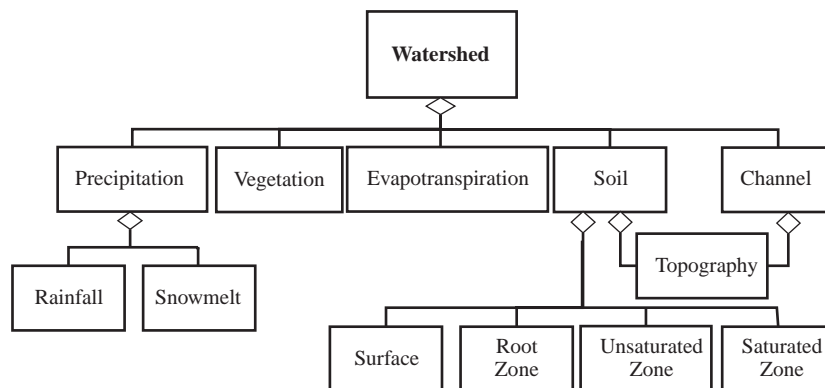 Watershed
Precipitation
Vegetation
Evapotranspiration
Soil
Channel
Topography
Rainfall
Snowmelt
Surface
Root
Zone
Unsaturated
Zone
Saturated
Zone